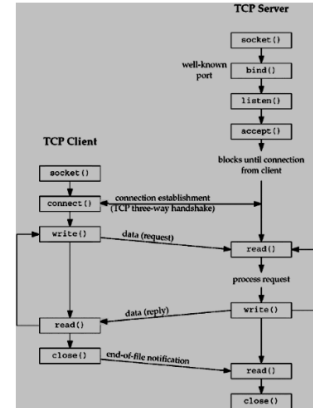 TCP Server
socket()
well-known
port
bind()
listen()
accept()
blocks until connection
from client
TCP Client
socket()
connect()
connection establishment
(TCP three-way handshake)
write()
data (request)
read()
process request
write()
data (reply)
read()
close()
end-of-file notification
read()
close()